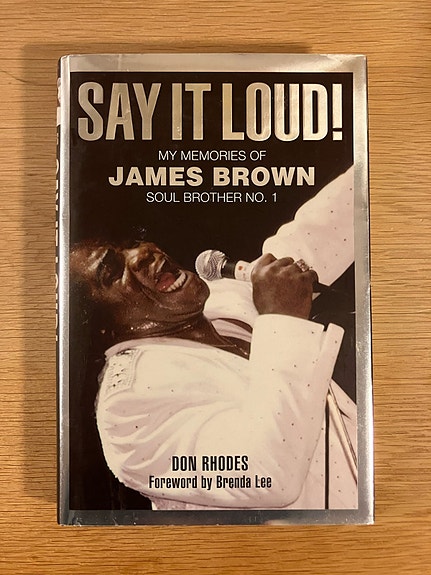 SAY IT LOUD!
MY MEMORIES OF
JAMES BROWN
SOUL BROTHER NO. 1
DON RHODES
Foreword by Brenda Lee